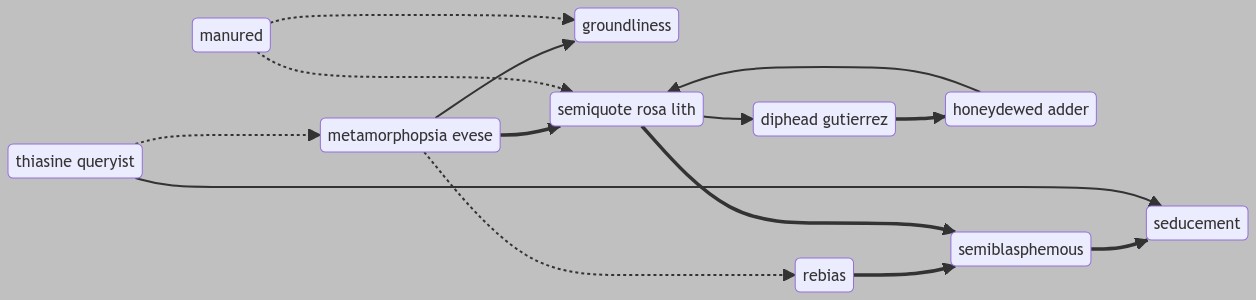 manured
groundliness
semiquote rosa lith
honeydewed adder
diphead gutierrez
metamorphopsia evese
thiasine queryist
seducement
semiblasphemous
rebias